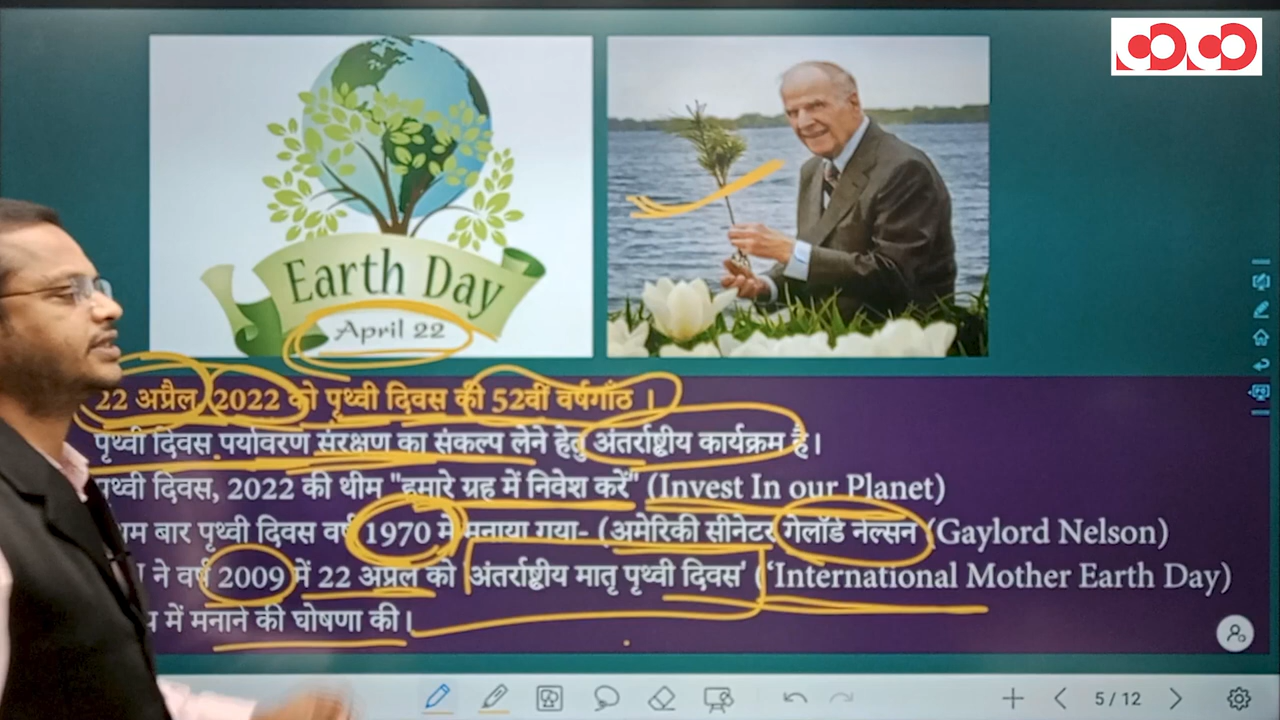 Earth Day
April 22
22 अप्रैल 2022 को पृथ्वी दिवस की 52वीं वर्षगाँठ ।
पृथ्वी दिवस पर्यावरण संरक्षण का संकल्प लेने हेतु अंतर्राष्ट्रीय कार्यक्रम है।
दिवस, 2022 की थीम "हमारे ग्रह में निवेश करें" (Invest In our Planet)
बार पृथ्वी दिवस वर्ष 1970 में मनाया गया- (अमेरिकी सीनेटर गेलॉर्ड नेल्सन (Gaylord Nelson)
ने वर्ष 2009 में 22 अप्रैल को 'अंतर्राष्ट्रीय मातृ पृथ्वी दिवस' ('International Mother Earth Day)
में मनाने की घोषणा की।
5 / 12